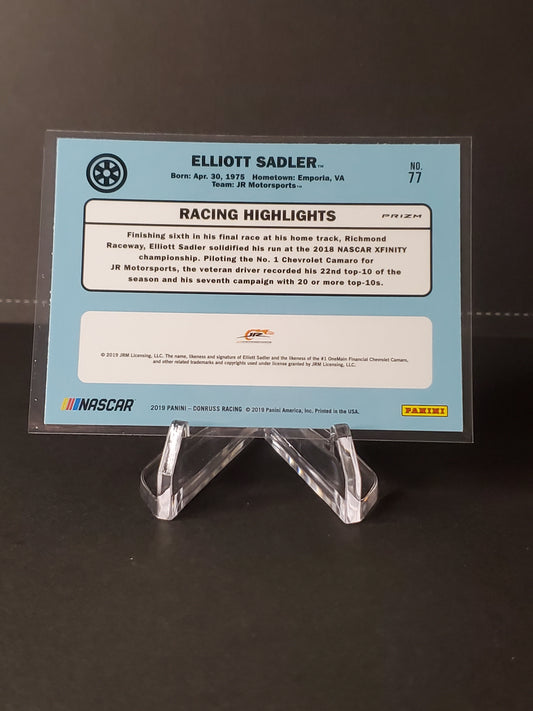 ELLIOTT SADLER™
NO.
77
Born: Apr. 30, 1975 Hometown: Emporia, VA
Team: JR Motorsports™
RACING HIGHLIGHTS
PRIZM
Finishing sixth in his final race at his home track, Richmond
Raceway, Elliott Sadler solidified his run at the 2018 NASCAR XFINITY
championship. Piloting the No. 1 Chevrolet Camaro for
JR Motorsports, the veteran driver recorded his 22nd top-10 of the
season and his seventh campaign with 20 or more top-10s.
JR
© 2019 JRM Licensing, LLC. The name, likeness and signature of Elliott Sadler and the likeness of the #1 OneMain Financial Chevrolet Camaro,
and other related trademarks and copyrights used under license granted by JRM Licensing, LLC.
NASCAR
2019 PANINI – DONRUSS RACING © 2019 Panini America, Inc. Printed in the USA.
PANINI